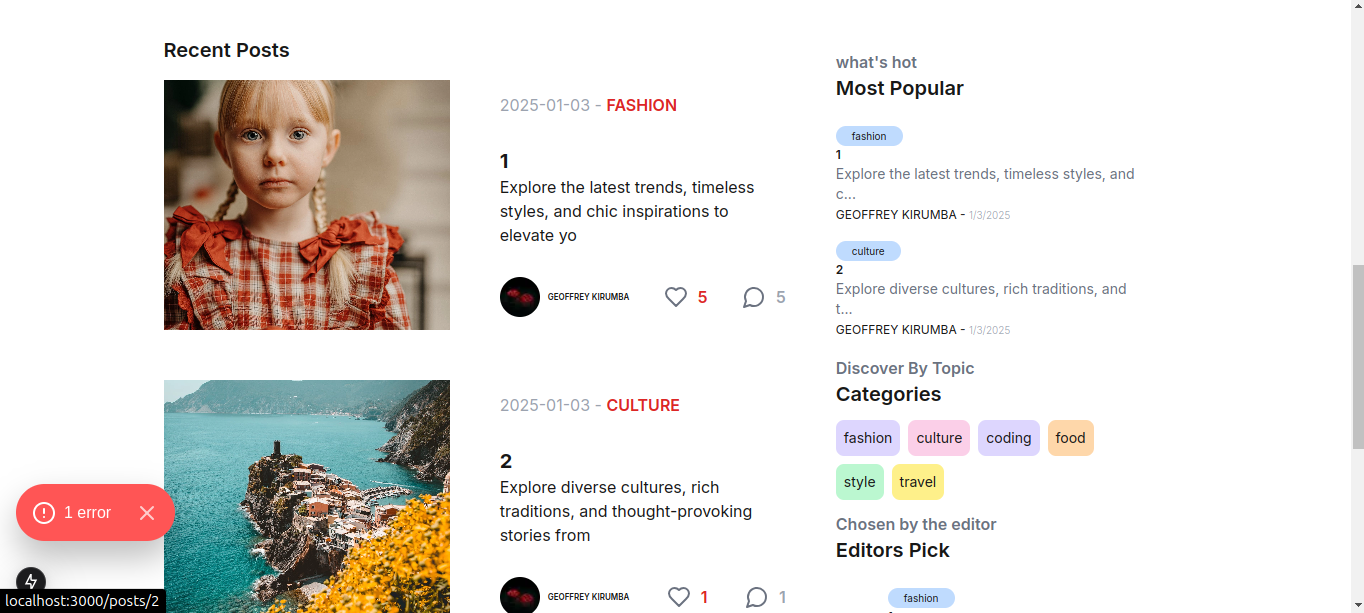 Recent Posts
2025-01-03 - FASHION
1
Explore the latest trends, timeless
styles, and chic inspirations to
elevate yo
GEOFFREY KIRUMBA
5
5
2025-01-03 - CULTURE
2
Explore diverse cultures, rich
traditions, and thought-provoking
stories from
GEOFFREY KIRUMBA
1
1
what's hot
Most Popular
fashion
1
Explore the latest trends, timeless styles, and
c...
GEOFFREY KIRUMBA - 1/3/2025
culture
2
Explore diverse cultures, rich traditions, and
t...
GEOFFREY KIRUMBA - 1/3/2025
Discover By Topic
Categories
fashion culture coding food
style travel
Chosen by the editor
Editors Pick
fashion
1 error
localhost:3000/posts/2